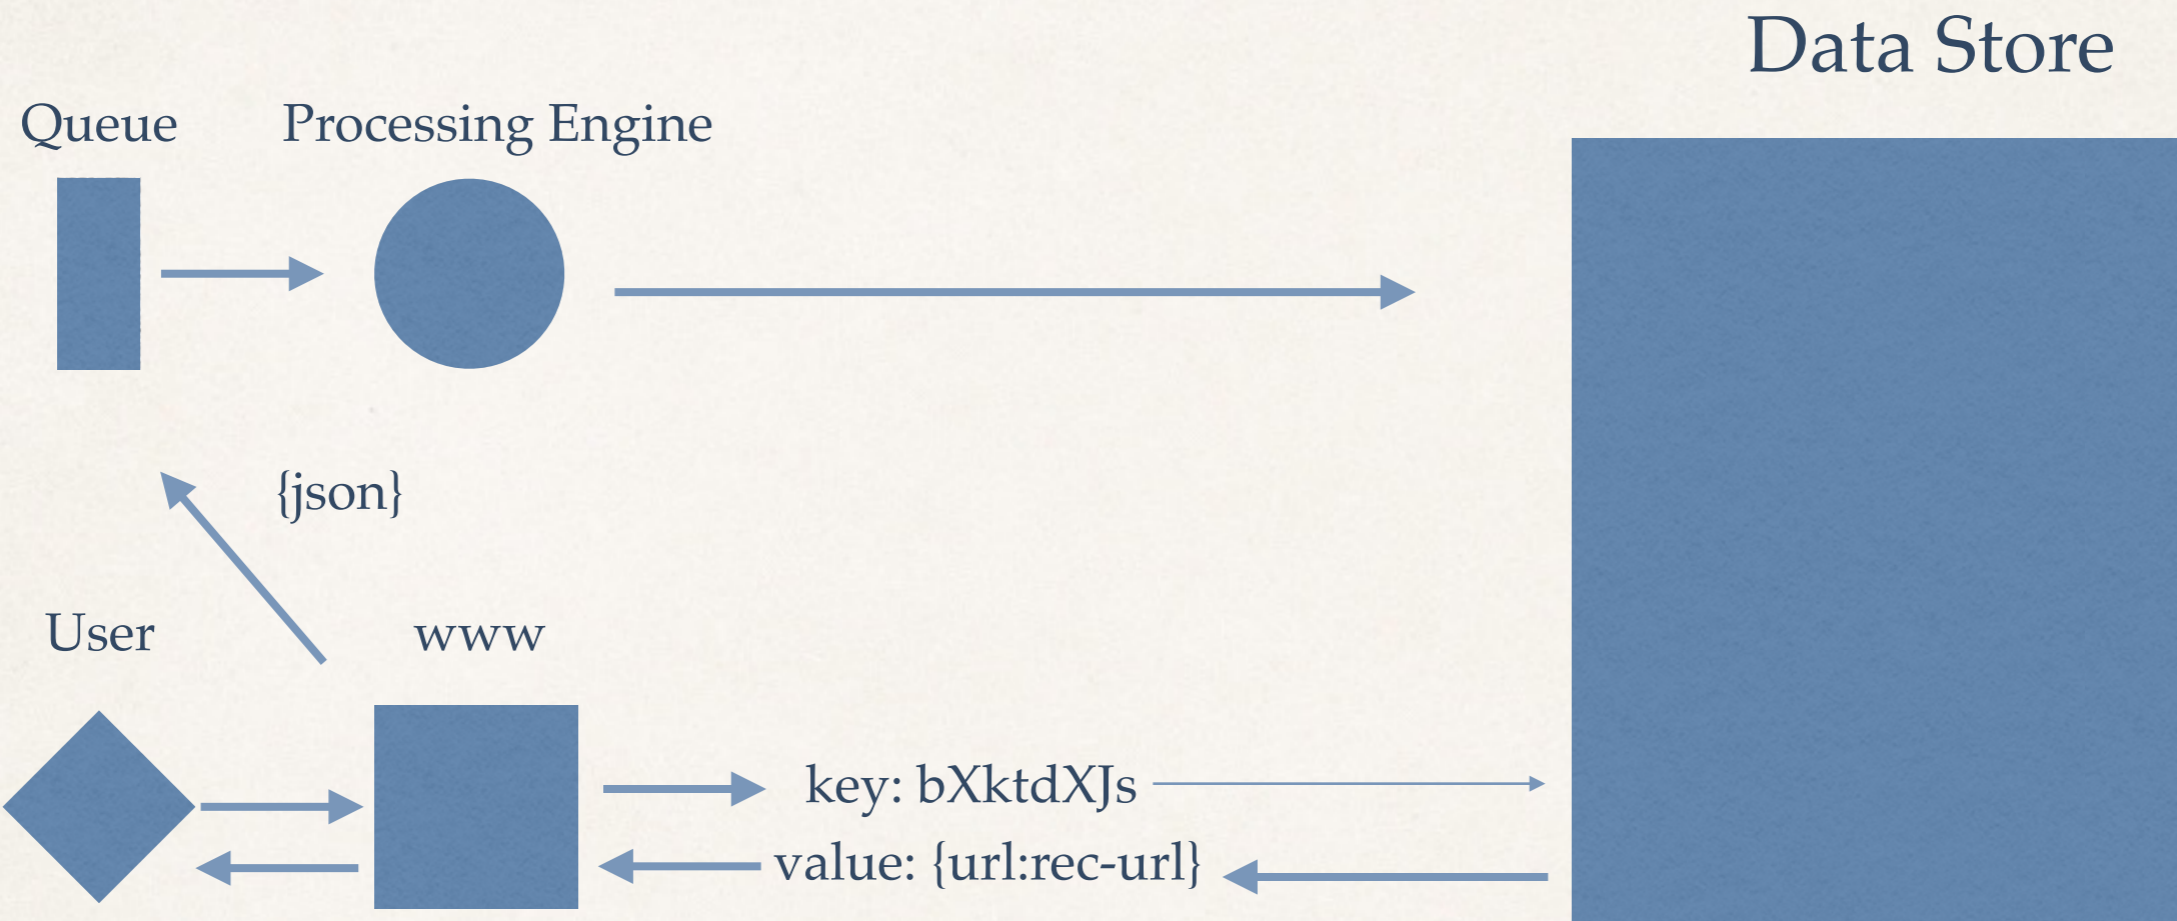 Data Store
Queue
Processing Engine
{json}
User
www
key: bXktdXJs
value: {url:rec-url}